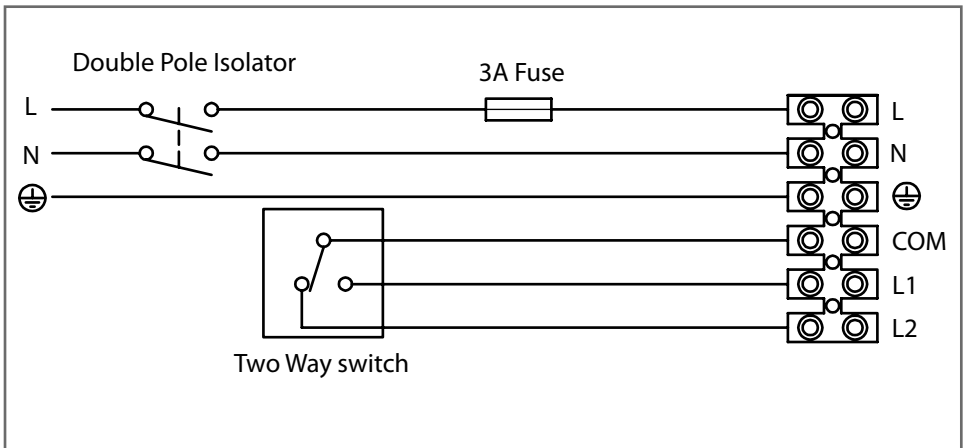 Double Pole Isolator
3A Fuse
L
L
N
N
COM
L1
L2
Two Way switch